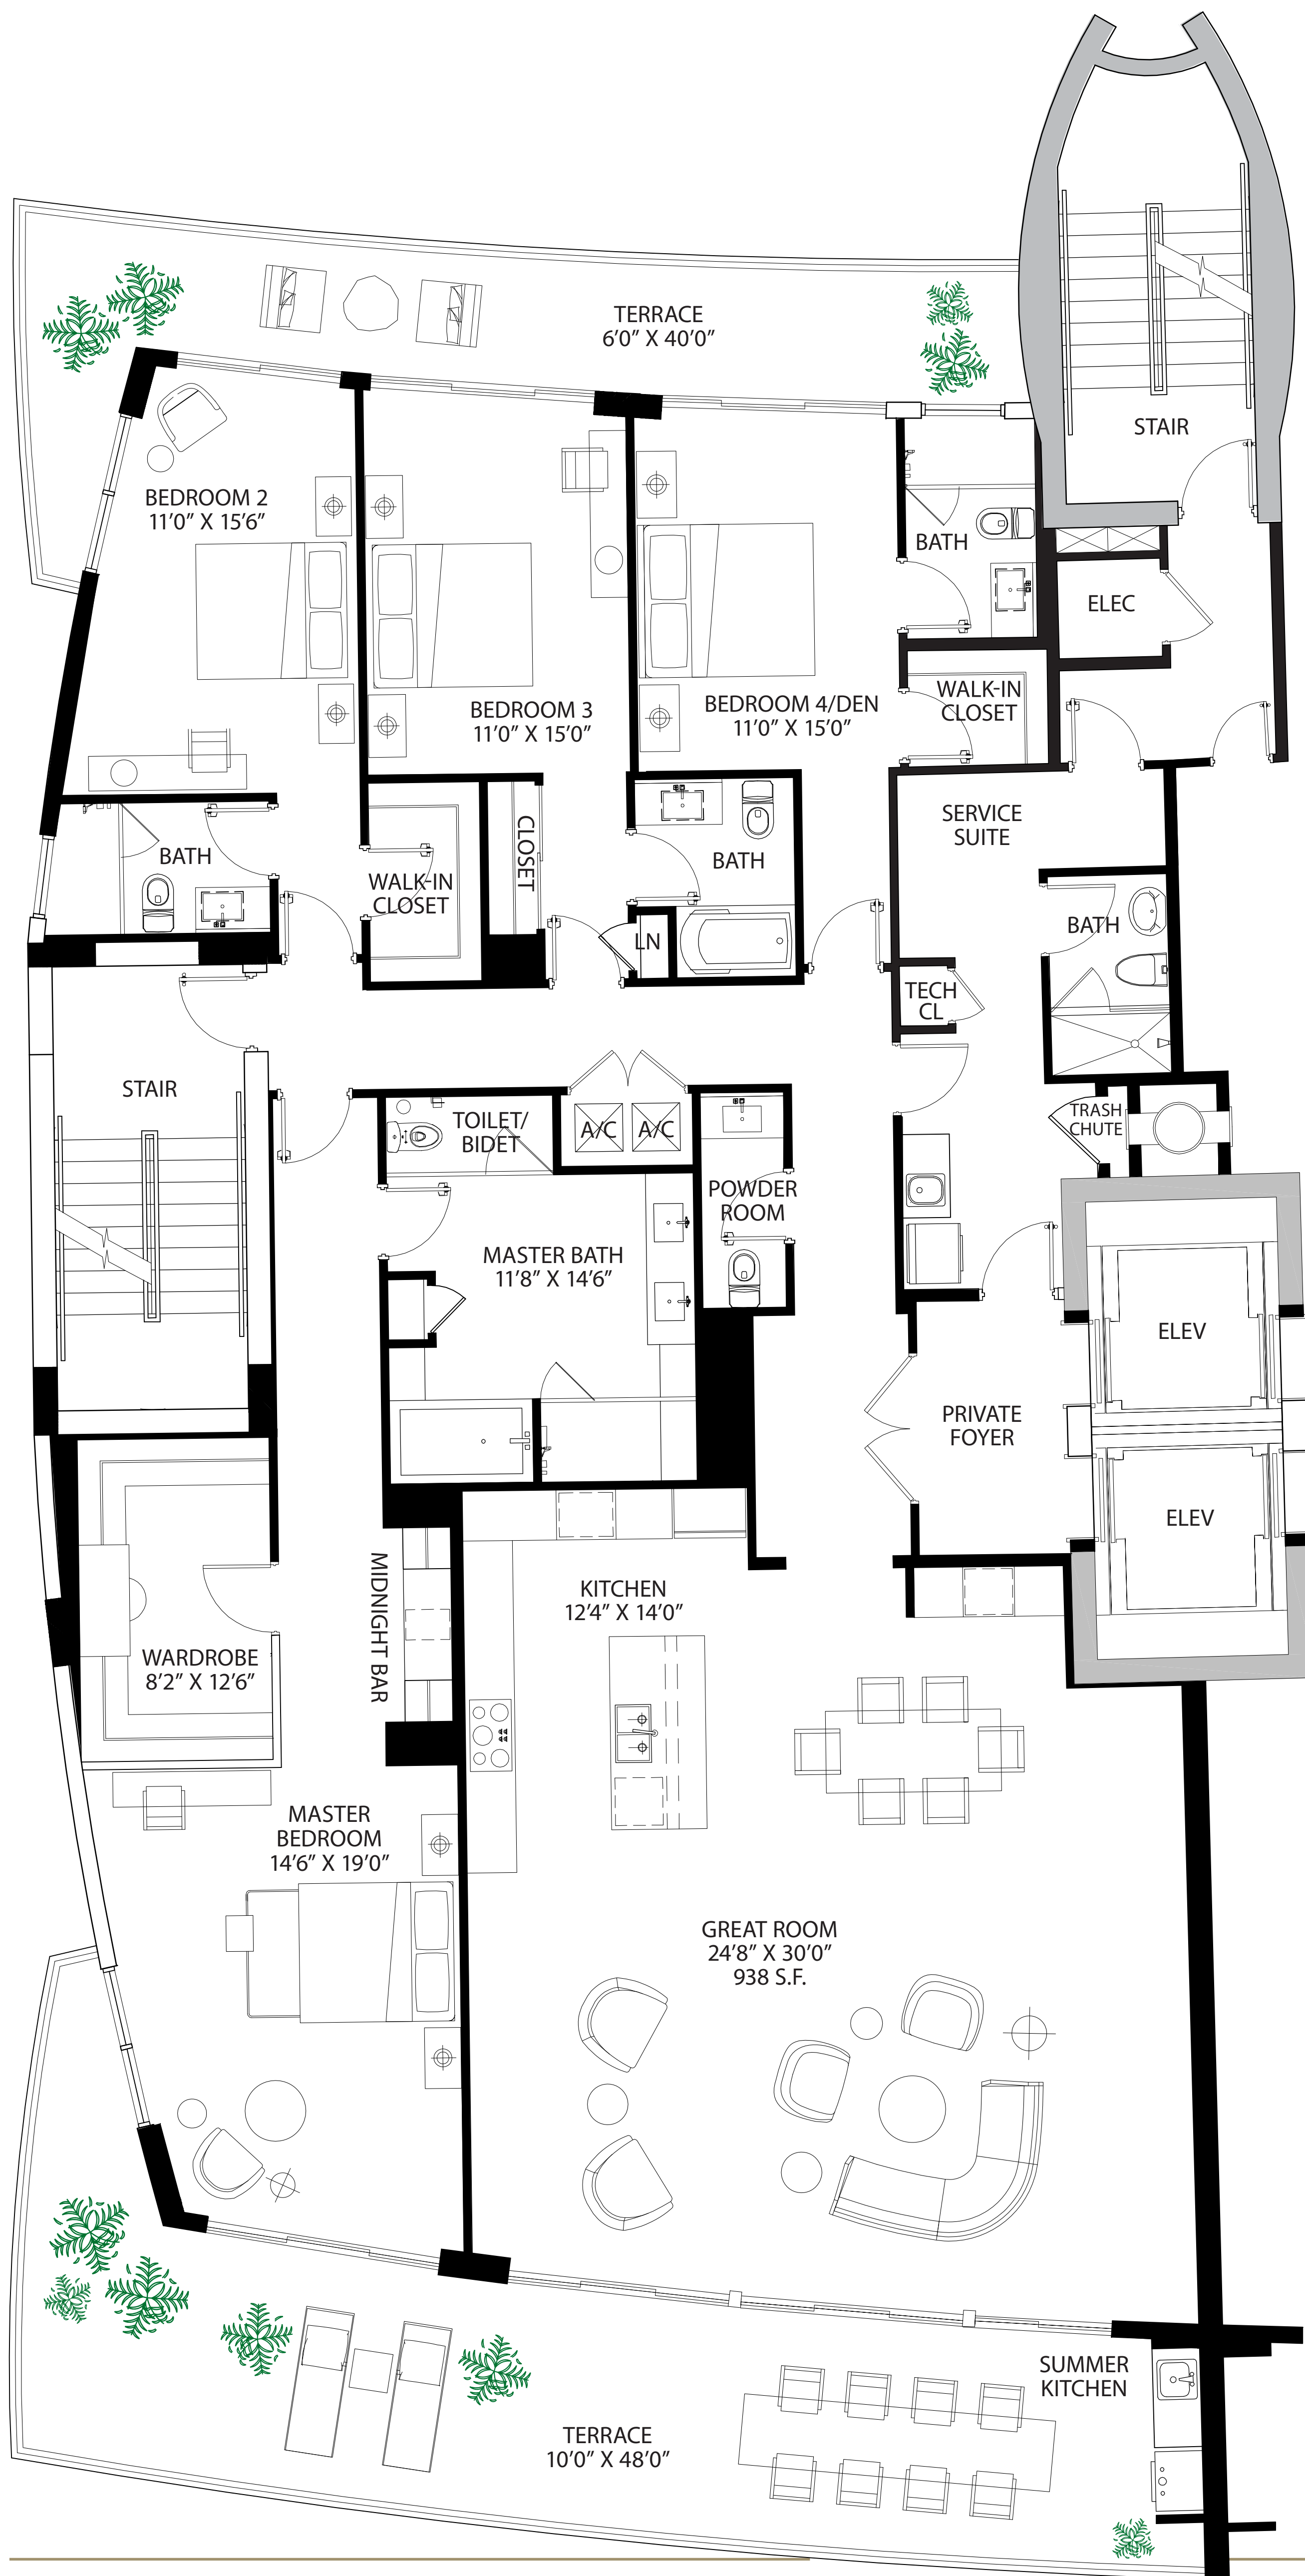 TERRACE
6'0” X 40'0”
STAIR
BEDROOM 2
11'0” X 15'6”
BATH
ELEC
WALK-IN
CLOSET
BEDROOM 3
11'0” X 15'0”
BEDROOM 4/DEN
11'0” X 15'0”
SERVICE
SUITE
BATH
WALK-IN
CLOSET
CLOSET
BATH
LN
BATH
TECH
CL
STAIR
TOILET/
BIDET
A/C
A/C
TRASH
CHUTE
POWDER
ROOM
MASTER BATH
11'8” X 14'6”
ELEV
PRIVATE
FOYER
ELEV
MIDNIGHT BAR
KITCHEN
12'4” X 14'0”
WARDROBE
8'2” X 12'6”
MASTER
BEDROOM
14'6” X 19'0”
GREAT ROOM
24'8” X 30'0”
938 S.F.
SUMMER
KITCHEN
TERRACE
10'0” X 48'0”